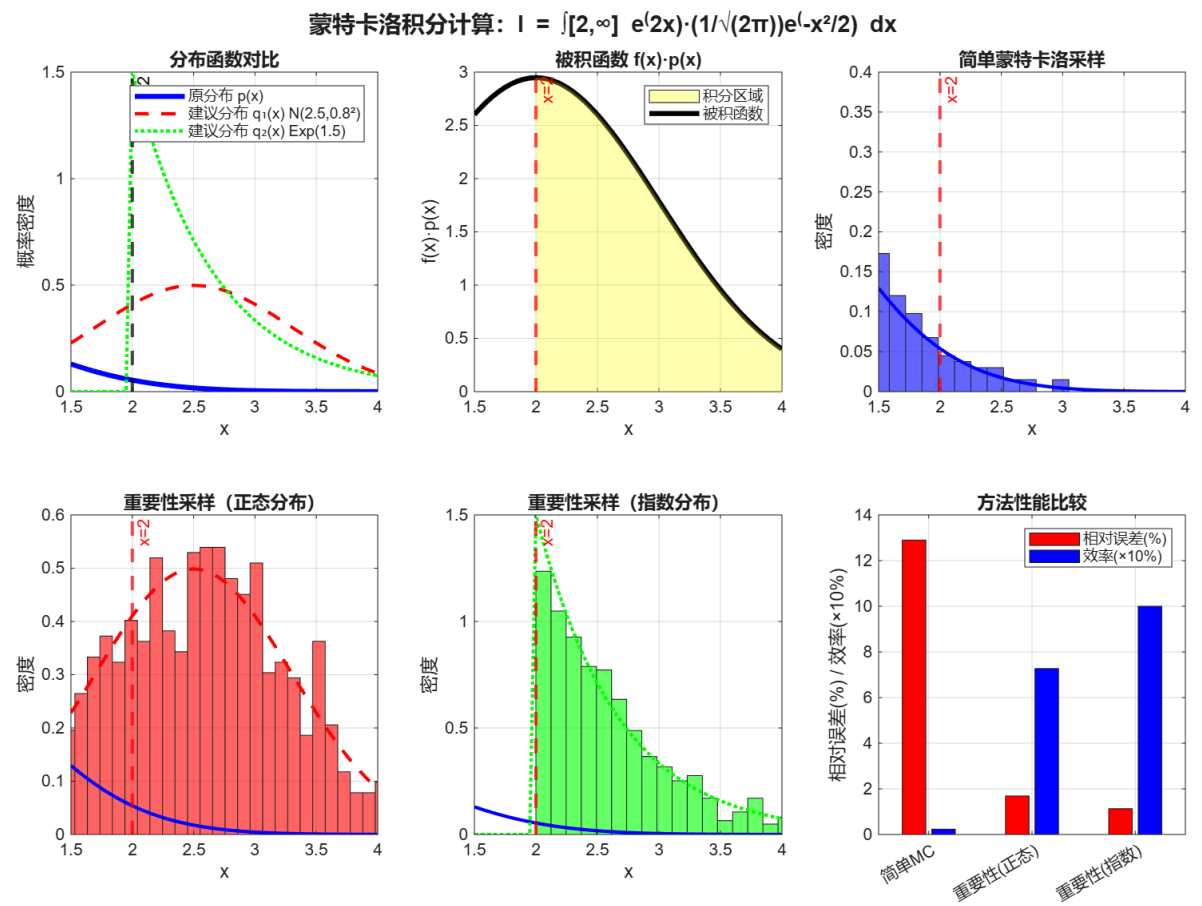 蒙特卡洛积分计算：I = ∫[2,∞] e⁽2x)·(1/√(2π))e⁽-x²/2) dx
分布函数对比
1.5
1
0.5
0
概率密度
x=2
原分布 p(x)
建议分布 q₁(x) N(2.5,0.8²)
建议分布 q₂(x) Exp(1.5)
1.5 2 2.5 3 3.5 4
x
被积函数 f(x)·p(x)
3
2.5
2
1.5
1
0.5
0
f(x)·p(x)
x=2
积分区域
被积函数
1.5 2 2.5 3 3.5 4
x
简单蒙特卡洛采样
0.4
0.35
0.3
0.25
0.2
0.15
0.1
0.05
0
密度
x=2
1.5 2 2.5 3 3.5 4
x
重要性采样（正态分布）
0.6
0.5
0.4
0.3
0.2
0.1
0
密度
x=2
1.5 2 2.5 3 3.5 4
x
重要性采样（指数分布）
1.5
1
0.5
0
密度
x=2
1.5 2 2.5 3 3.5 4
x
方法性能比较
14
12
10
8
6
4
2
0
相对误差(%) / 效率(×10%)
相对误差(%)
效率(×10%)
简单MC
重要性(正态)
重要性(指数)